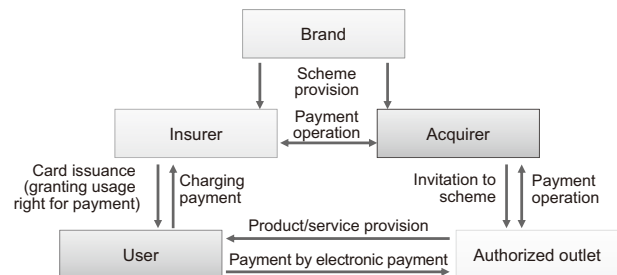 Brand
Scheme
provision
Insurer
Payment
operation
Acquirer
Card issuance
(granting usage
right for payment)
Charging
payment
Invitation to
scheme
Payment
operation
Product/service provision
User
Payment by electronic payment
Authorized outlet